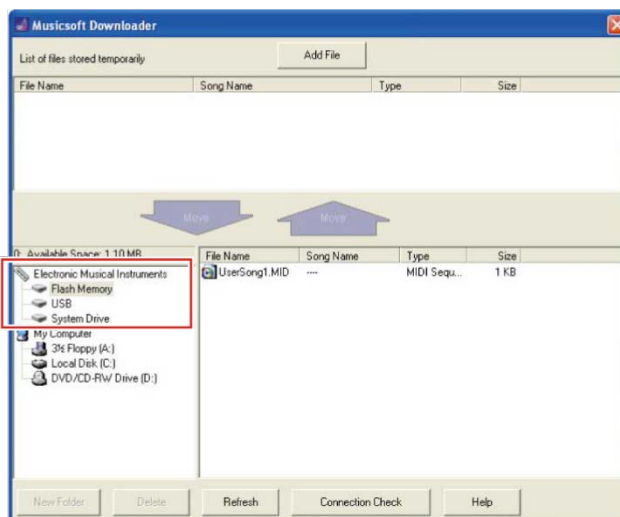 Musicsoft Downloader
List of files stored temporarily
Add File
File Name Song Name Type Size
Move Move
0: Available Space: 1.10 MB
Electronic Musical Instruments
Flash Memory
USB
System Drive
My Computer
3½ Floppy (A:)
Local Disk (C:)
DVD/CD-RW Drive (D:)
File Name Song Name Type Size
UserSong1.MID ---- MIDI Sequ... 1 KB
New Folder Delete Refresh Connection Check Help